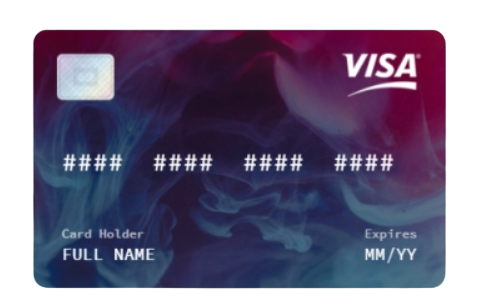 VISA
#### #### #### ####
Card Holder
Expires
FULL NAME
MM/YY